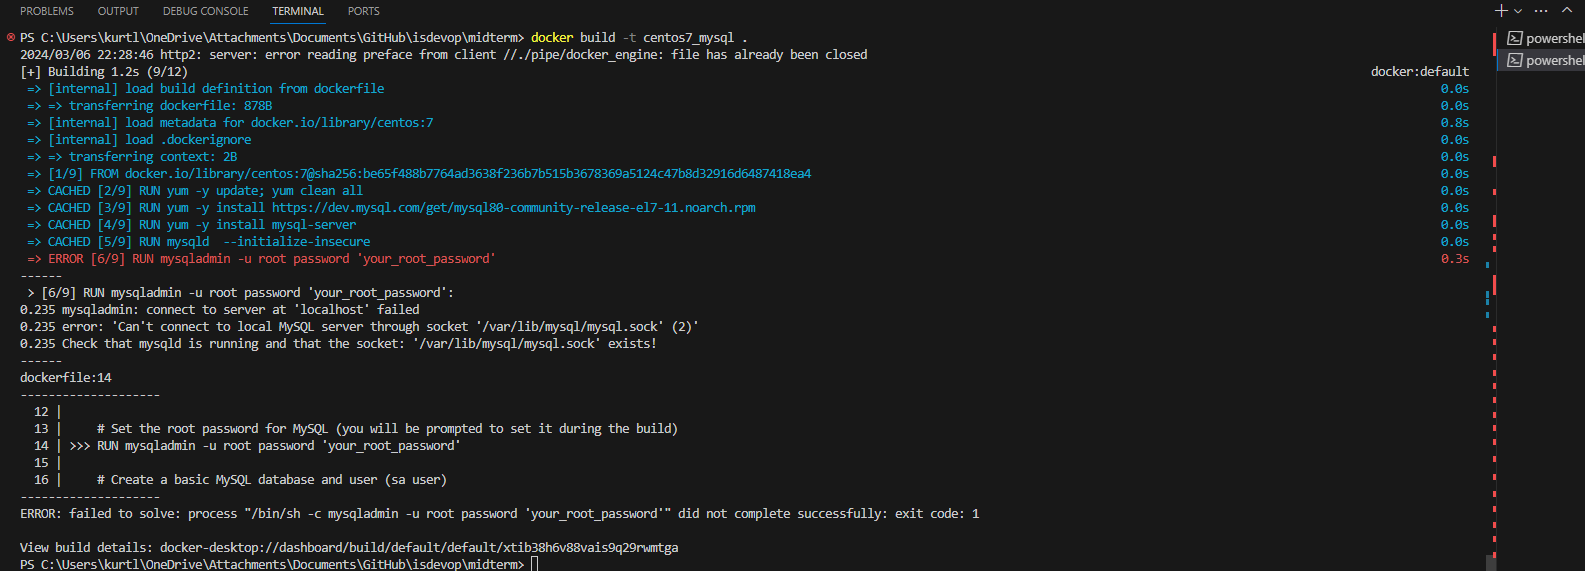 PROBLEMS OUTPUT DEBUG CONSOLE TERMINAL PORTS
PS C:\Users\kurtl\OneDrive\Attachments\Documents\GitHub\isdevop\midterm> docker build -t centos7_mysql .
powershel
2024/03/06 22:28:46 http2: server: error reading preface from client //./pipe/docker_engine: file has already been closed
powershel
[+] Building 1.2s (9/12) docker:default
=> [internal] load build definition from dockerfile 0.0s
=> => transferring dockerfile: 878B 0.0s
=> [internal] load metadata for docker.io/library/centos:7 0.8s
=> [internal] load .dockerignore 0.0s
=> => transferring context: 2B 0.0s
=> [1/9] FROM docker.io/library/centos:7@sha256:be65f488b7764ad3638f236b7b515b3678369a5124c47b8d32916d6487418ea4 0.0s
=> CACHED [2/9] RUN yum -y update; yum clean all 0.0s
=> CACHED [3/9] RUN yum -y install https://dev.mysql.com/get/mysql80-community-release-el7-11.noarch.rpm 0.0s
=> CACHED [4/9] RUN yum -y install mysql-server 0.0s
=> CACHED [5/9] RUN mysqld  --initialize-insecure 0.0s
=> ERROR [6/9] RUN mysqladmin -u root password 'your_root_password' 0.3s
------
> [6/9] RUN mysqladmin -u root password 'your_root_password':
0.235 mysqladmin: connect to server at 'localhost' failed
0.235 error: 'Can't connect to local MySQL server through socket '/var/lib/mysql/mysql.sock' (2)'
0.235 Check that mysqld is running and that the socket: '/var/lib/mysql/mysql.sock' exists!
------
dockerfile:14
--------------------
12 |
13 | # Set the root password for MySQL (you will be prompted to set it during the build)
14 | >>> RUN mysqladmin -u root password 'your_root_password'
15 |
16 | # Create a basic MySQL database and user (sa user)
--------------------
ERROR: failed to solve: process "/bin/sh -c mysqladmin -u root password 'your_root_password'" did not complete successfully: exit code: 1
View build details: docker-desktop://dashboard/build/default/default/xtib38h6v88vais9q29rwmtga
PS C:\Users\kurtl\OneDrive\Attachments\Documents\GitHub\isdevop\midterm>